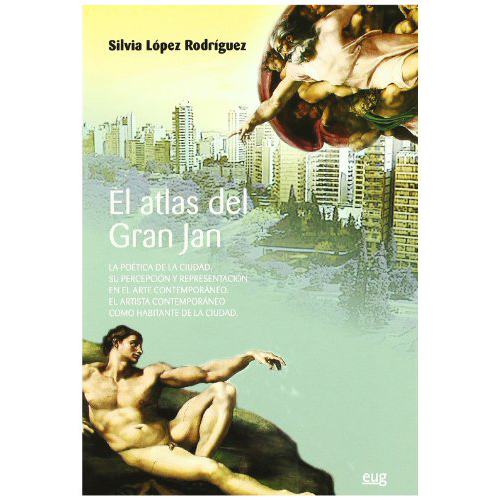 Silvia López Rodríguez
El atlas del
Gran Jan
LA POÉTICA DE LA CIUDAD.
SU PERCEPCIÓN Y REPRESENTACIÓN
EN EL ARTE CONTEMPORÁNEO.
EL ARTISTA CONTEMPORÁNEO
COMO HABITANTE DE LA CIUDAD.
eug